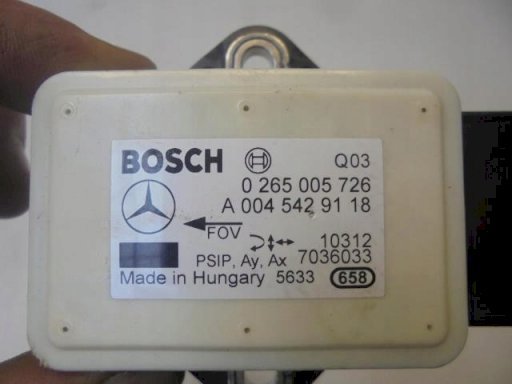 BOSCH Q03
0 265 005 726
A 004 542 91 18
FOV
10312
PSIP, Ay, Ax 7036033
Made in Hungary 5633 658